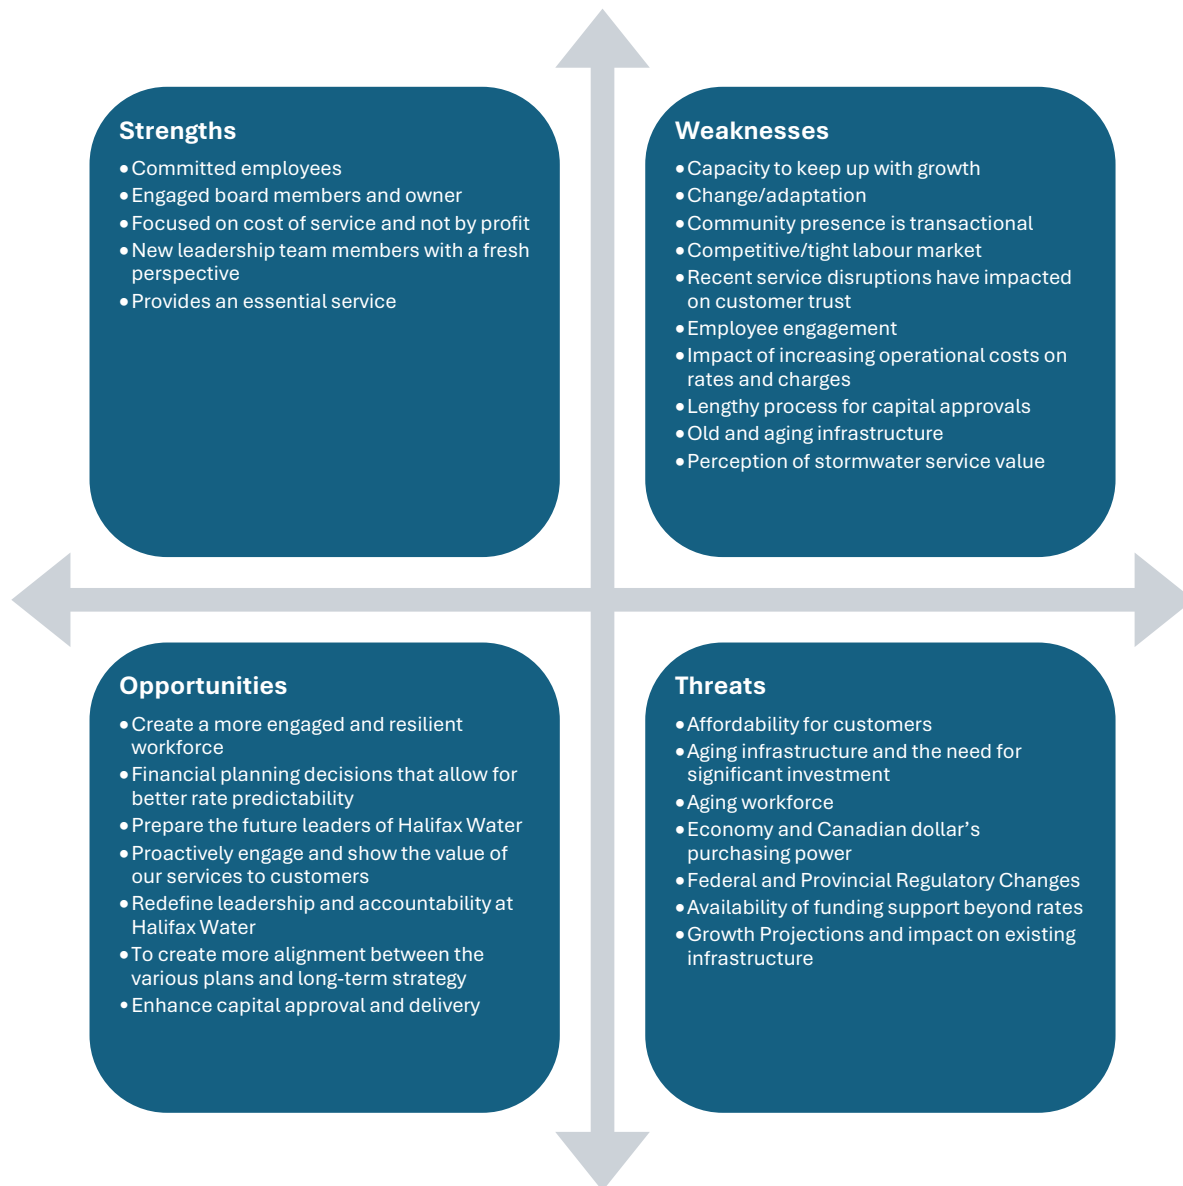 Strengths
•Committed employees
•Engaged board members and owner
•Focused on cost of service and not by profit
•New leadership team members with a fresh
perspective
•Provides an essential service
Weaknesses
•Capacity to keep up with growth
•Change/adaptation
•Community presence is transactional
•Competitive/tight labour market
•Recent service disruptions have impacted
on customer trust
•Employee engagement
•Impact of increasing operational costs on
rates and charges
•Lengthy process for capital approvals
•Old and aging infrastructure
•Perception of stormwater service value
Opportunities
•Create a more engaged and resilient
workforce
•Financial planning decisions that allow for
better rate predictability
•Prepare the future leaders of Halifax Water
•Proactively engage and show the value of
our services to customers
•Redefine leadership and accountability at
Halifax Water
•To create more alignment between the
various plans and long-term strategy
•Enhance capital approval and delivery
Threats
•Affordability for customers
•Aging infrastructure and the need for
significant investment
•Aging workforce
•Economy and Canadian dollar’s
purchasing power
•Federal and Provincial Regulatory Changes
•Availability of funding support beyond rates
•Growth Projections and impact on existing
infrastructure